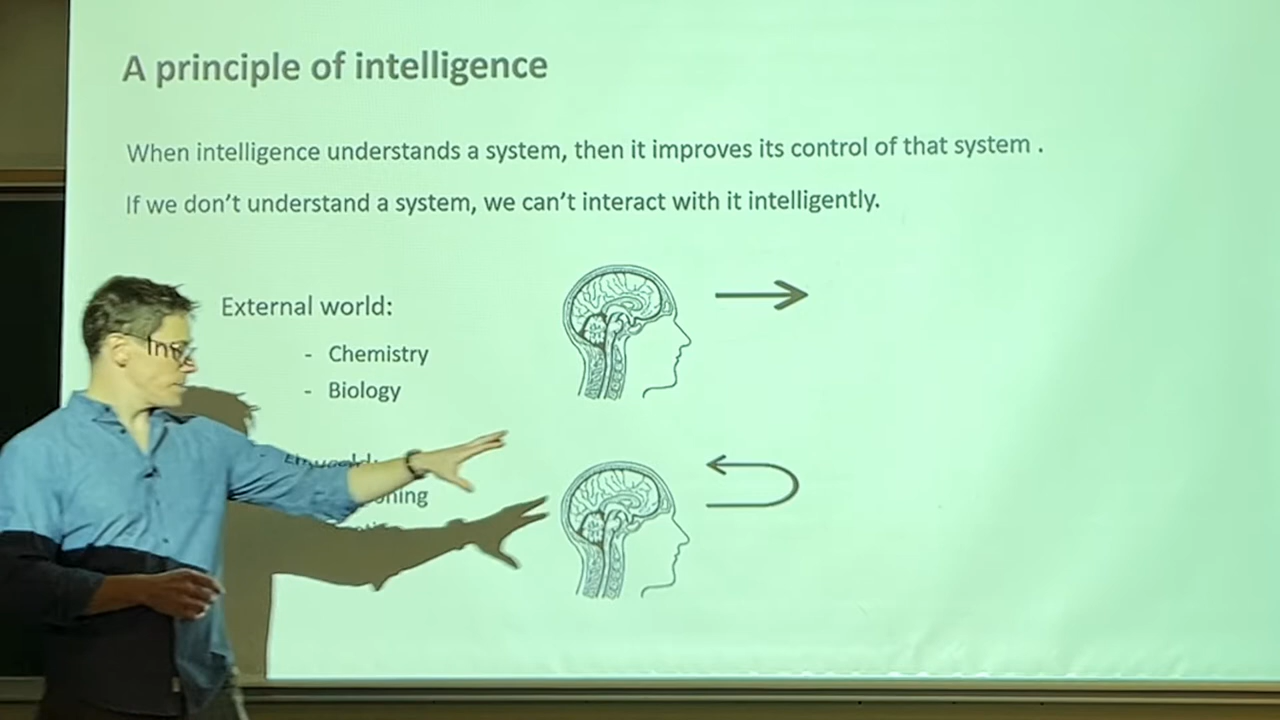 A principle of intelligence
When intelligence understands a system, then it improves its control of that system .
If we don't understand a system, we can't interact with it intelligently.
External world:
- Chemistry
- Biology